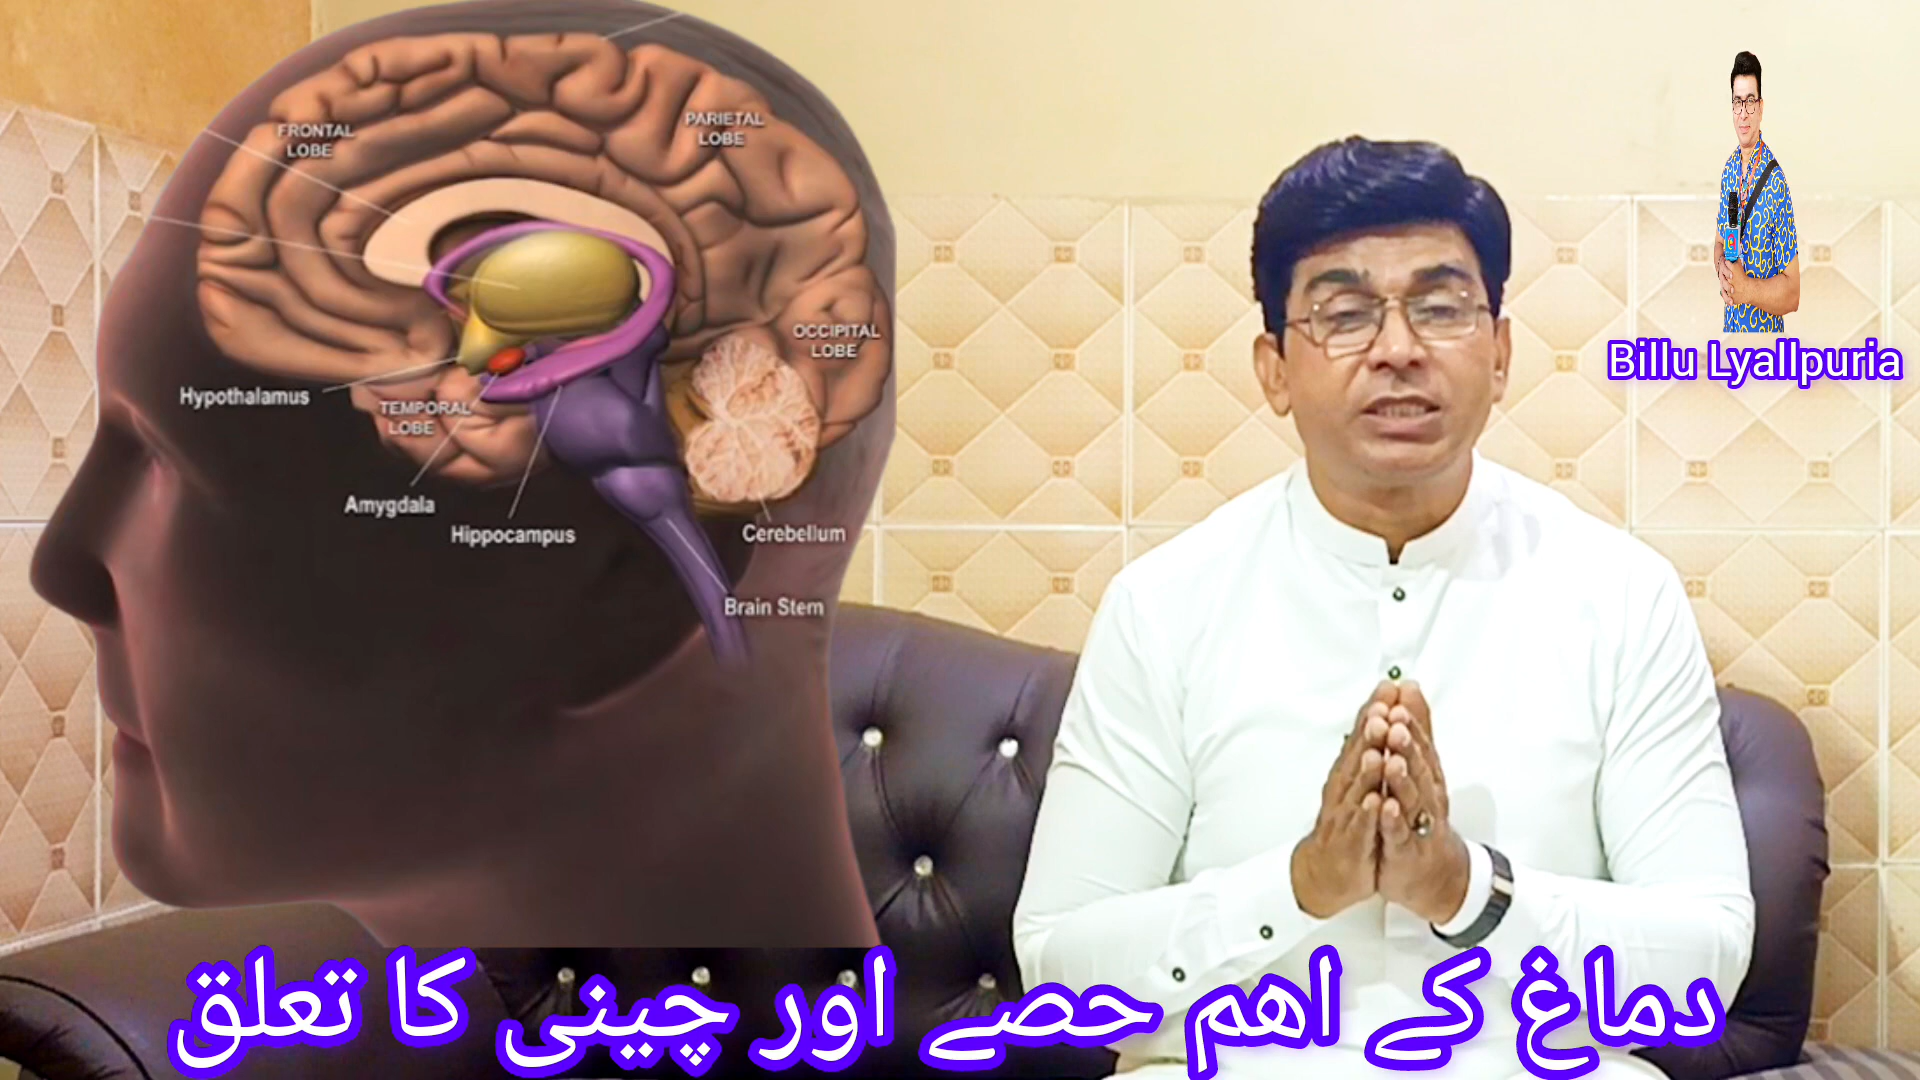 FRONTAL
LOBE
PARIETAL
LOBE
OCCIPITAL
LOBE
Hypothalamus
TEMPORAL
LOBE
Amygdala
Hippocampus
Cerebellum
Brain Stem
Billu Lyallpuria
دماغ کے اھم حصے اور چینی کا تعلق